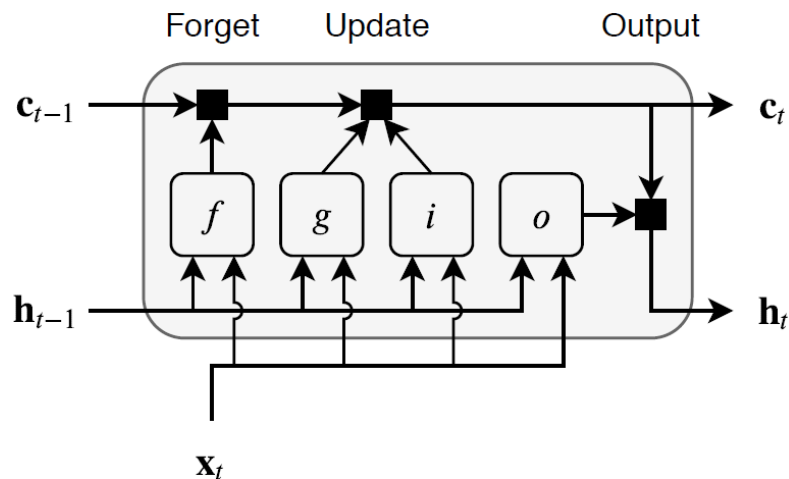 Forget Update Output
c_{t−1} c_t
f g i o
h_{t−1} h_t
x_t